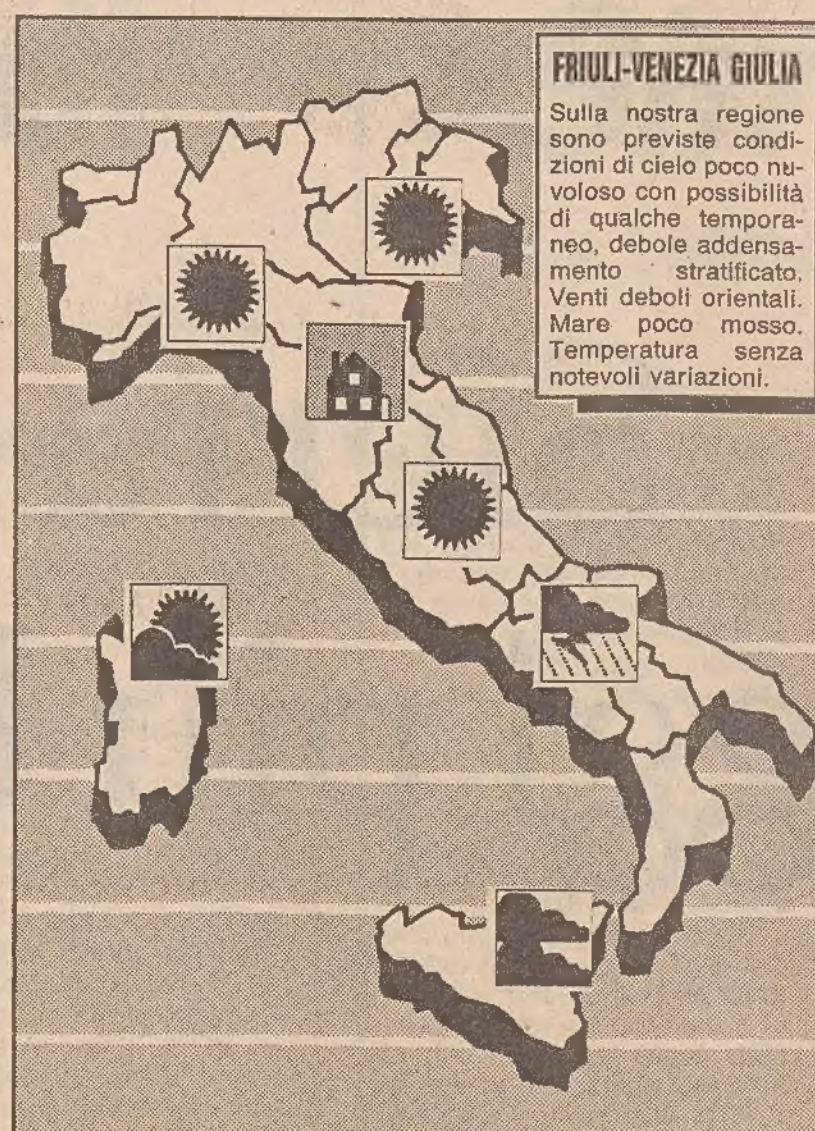 FRIULI-VENEZIA GIULIA
Sulla nostra regione
sono previste condi-
zioni di cielo poco nu-
voloso con possibilità
di qualche tempora-
neo, debole addensa-
mento stratificato.
Venti deboli orientali.
Mare poco mosso.
Temperatura senza
notevoli variazioni.